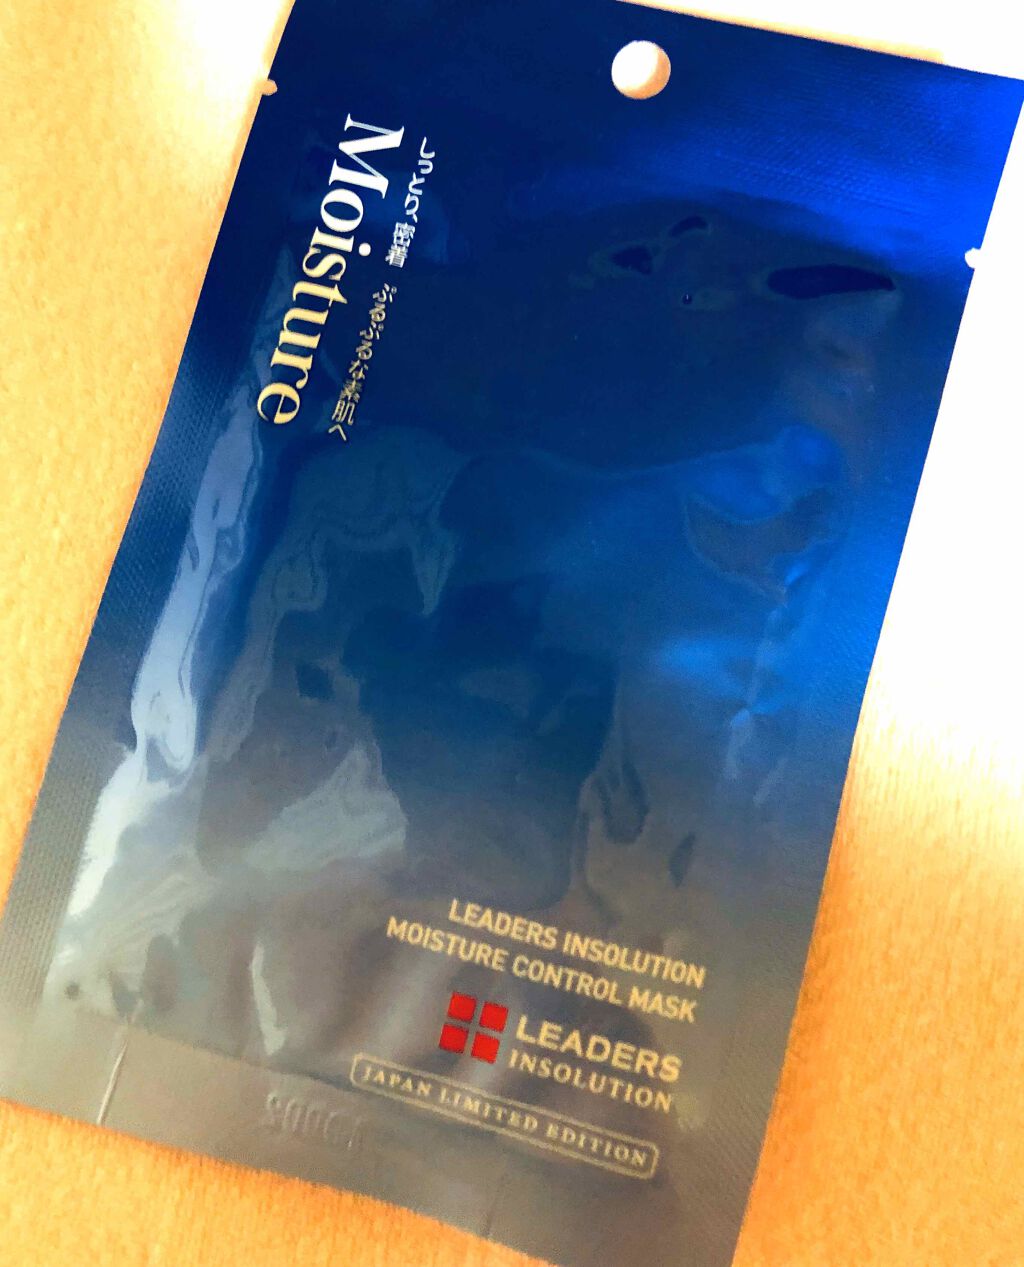 しっとり密着 ぷるぷるな素肌へ
Moisture
LEADERS INSOLUTION
MOISTURE CONTROL MASK
LEADERS
INSOLUTION
JAPAN LIMITED EDITION